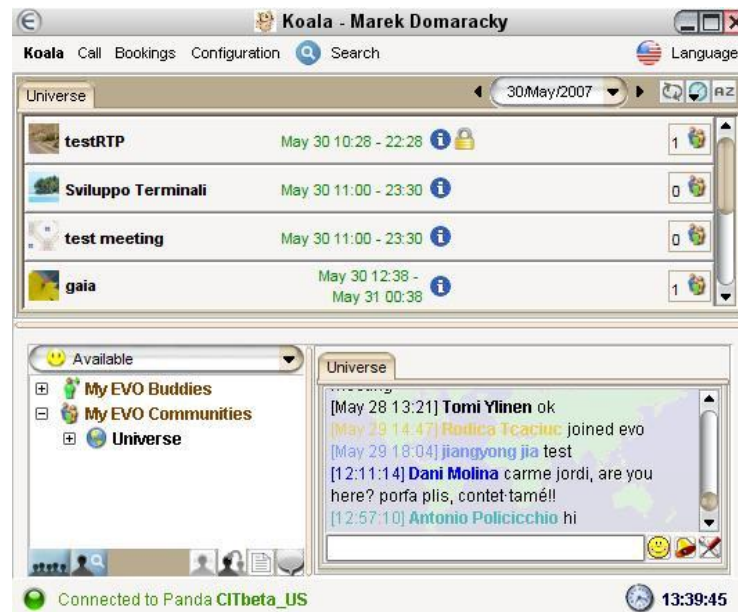 Koala - Marek Domaracky
Koala Call Bookings Configuration Search Language
Universe 30/May/2007 AZ
testRTP May 30 10:28 - 22:28 1
Sviluppo Terminali May 30 11:00 - 23:30 0
test meeting May 30 11:00 - 23:30 0
gaia May 30 12:38 - May 31 00:38 1
Available
My EVO Buddies
My EVO Communities
Universe
Universe
[May 28 13:21] Tomi Ylinen ok
[May 29 14:47] Rodica Tcaciuc joined evo
[May 29 18:04] jiangyong jia test
[12:11:14] Dani Molina carme jordi, are you
here? porfa plis, contet·tamé!!
[12:57:10] Antonio Policicchio hi
Connected to Panda CITbeta_US 13:39:45